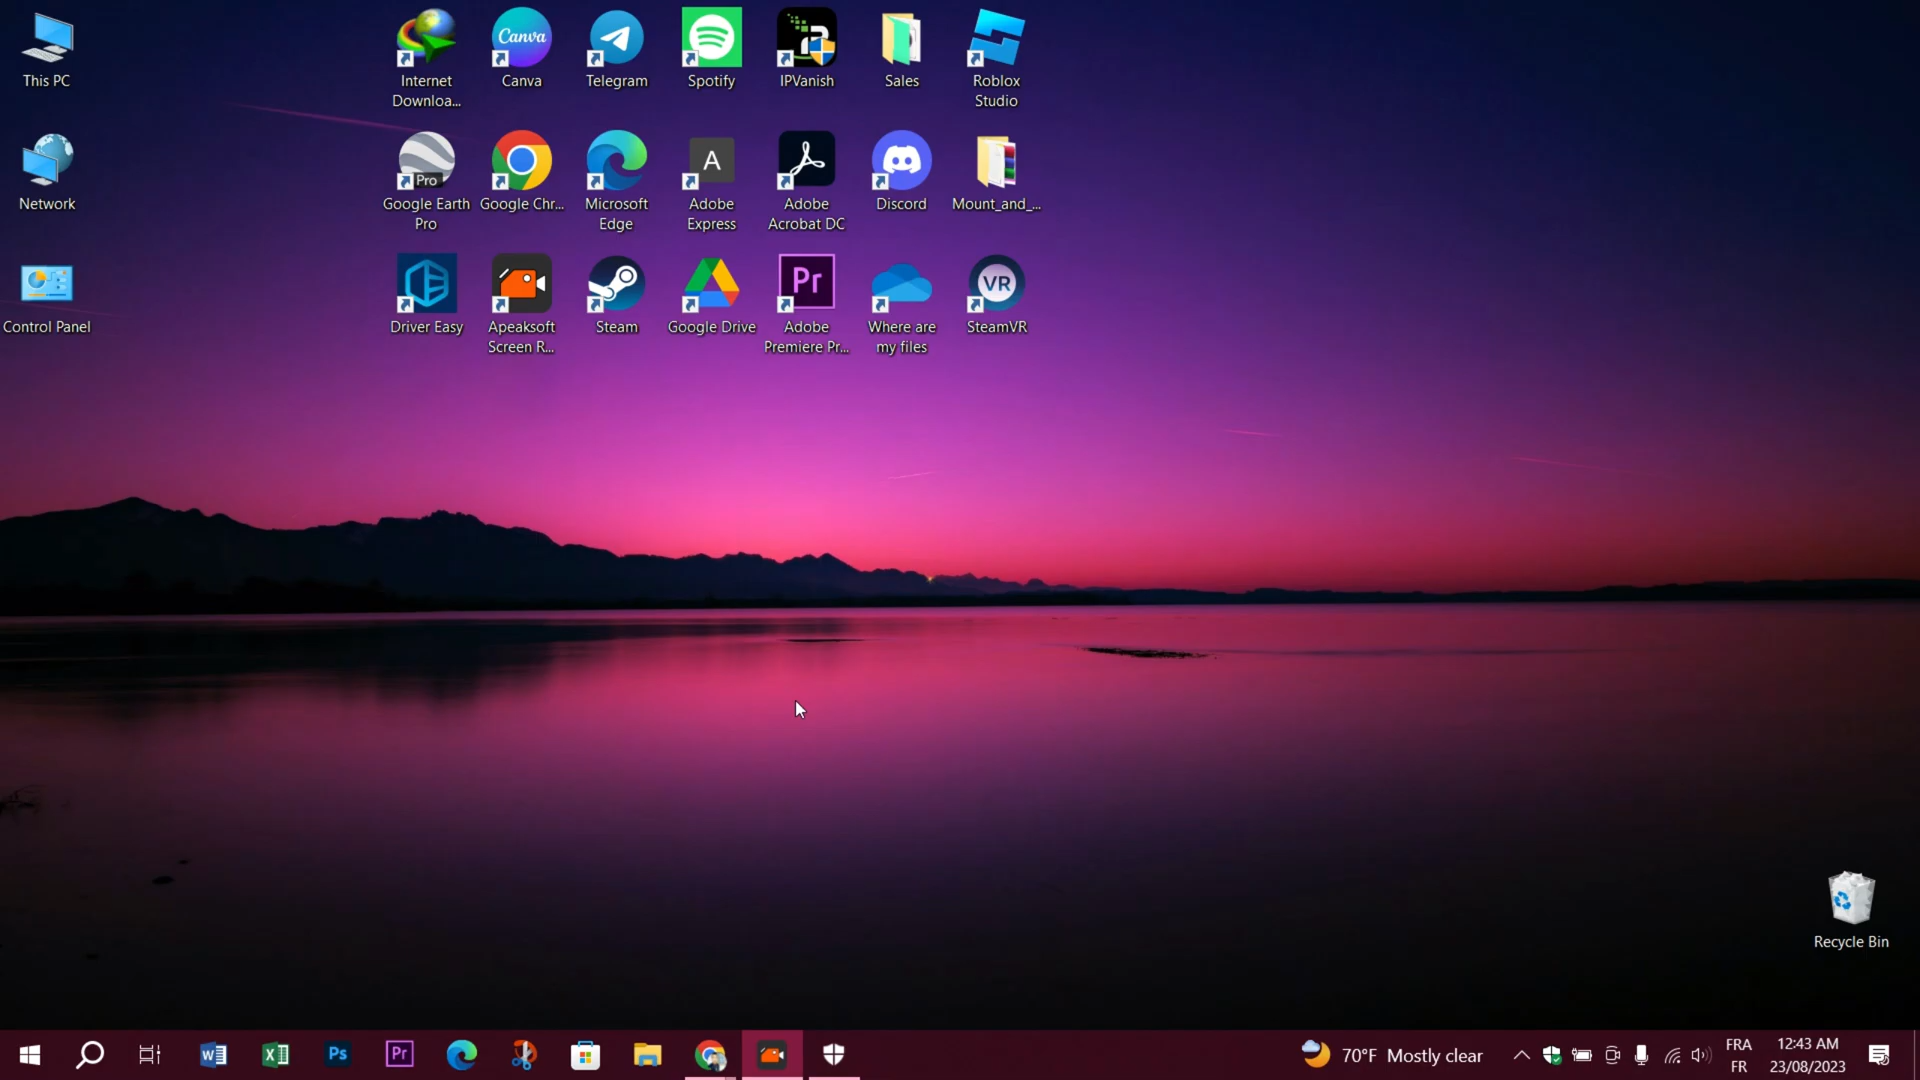 This PC
Internet
Downloa...
Canva
Canva
Telegram
Spotify
IPVanish
Sales
Roblox
Studio
Network
Pro
Google Earth
Pro
Google Chr...
Microsoft
Edge
A
Adobe
Express
Adobe
Acrobat DC
Discord
Mount_and_...
Control Panel
Driver Easy
Apeaksoft
Screen R...
Steam
Google Drive
Pr
Adobe
Premiere Pr...
Where are
my files
VR
SteamVR
Recycle Bin
W
X
Ps
Pr
70°F Mostly clear
FRA
FR
12:43 AM
23/08/2023